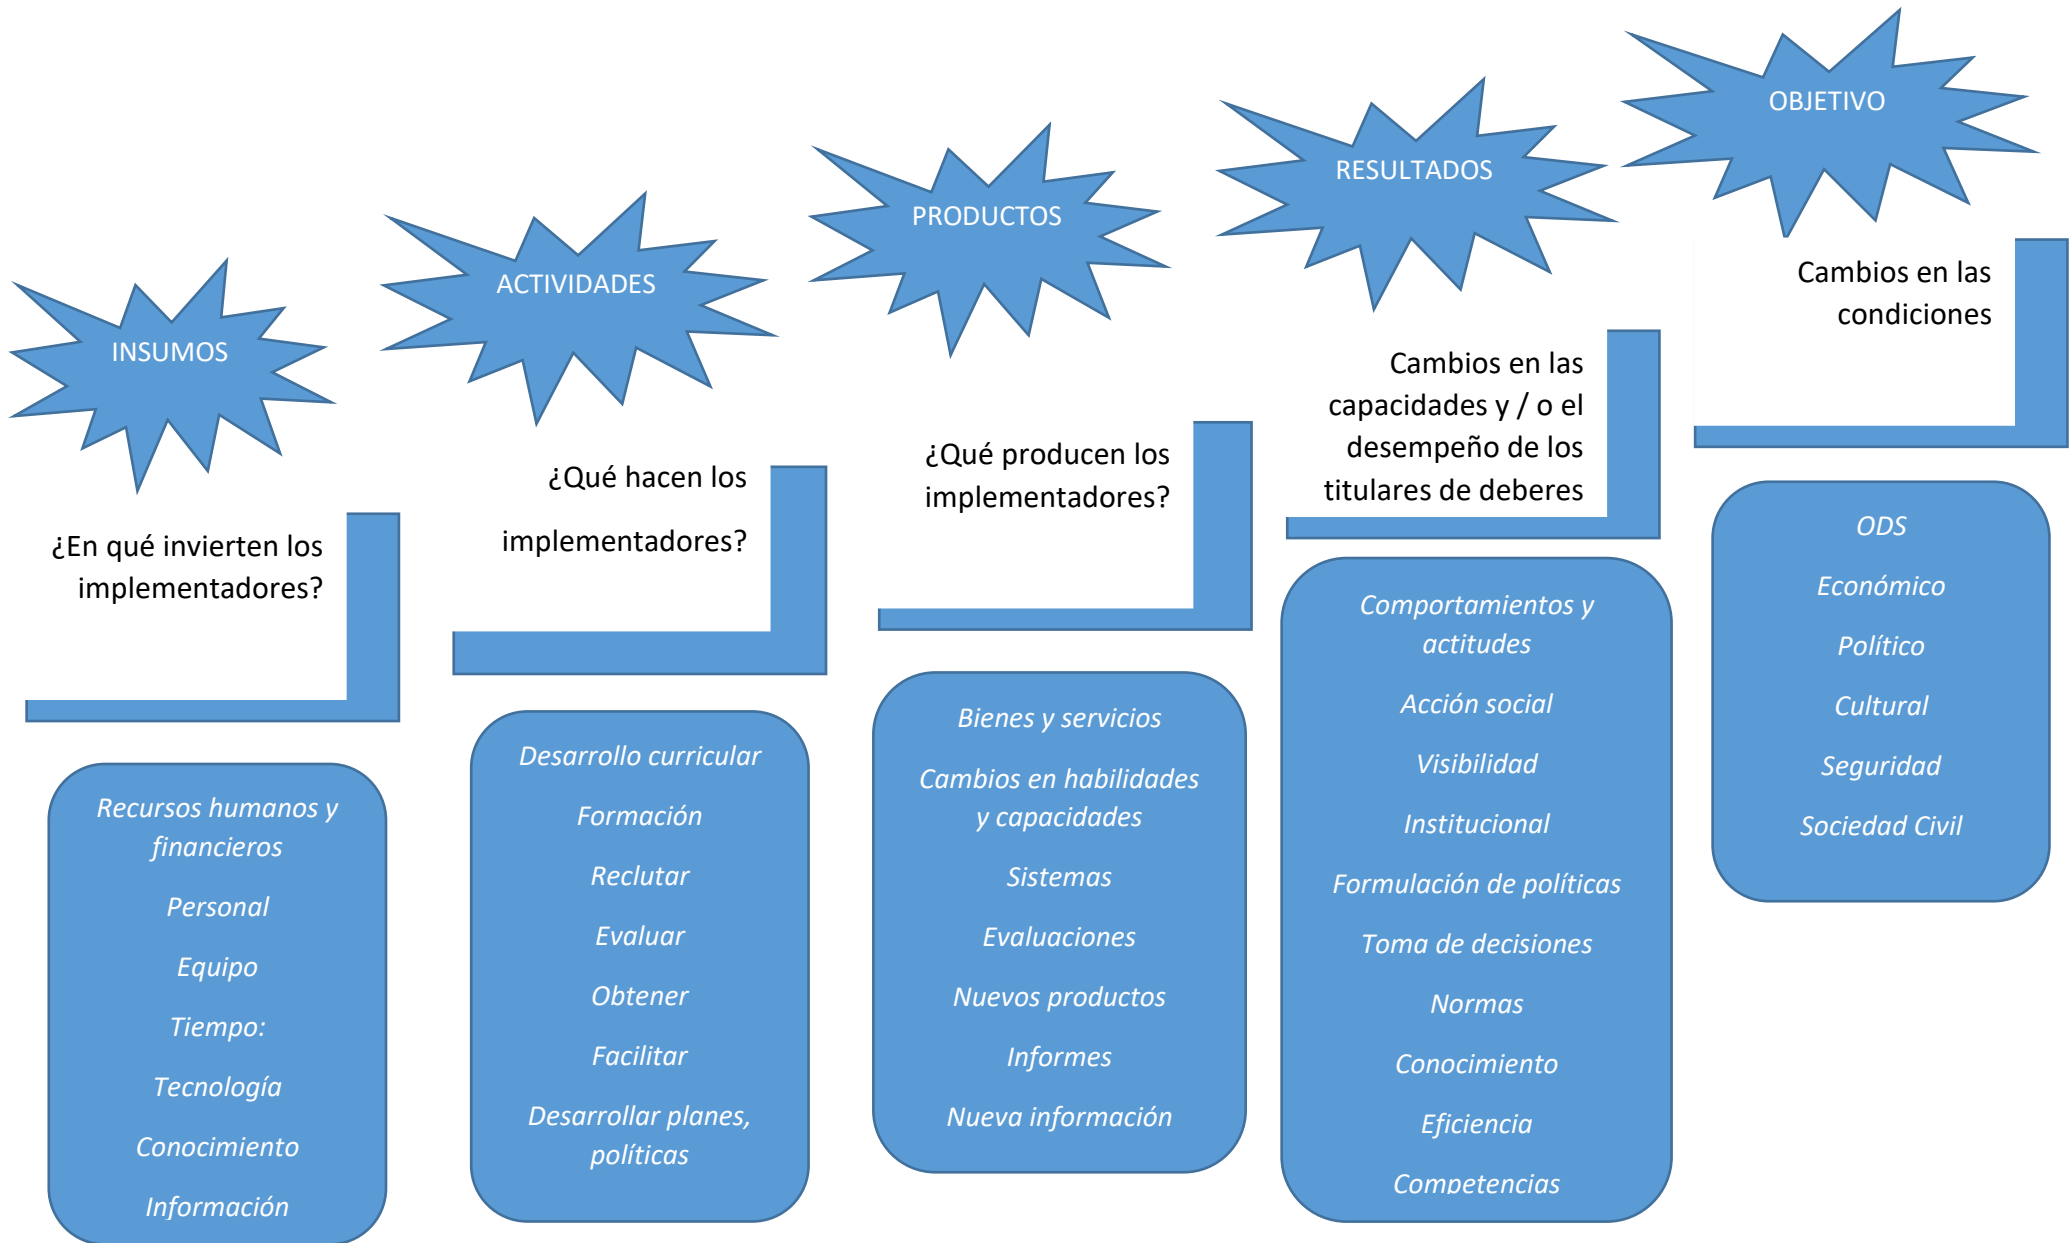 INSUMOS
¿En qué invierten los
implementadores?
Recursos humanos y
financieros
Personal
Equipo
Tiempo:
Tecnología
Conocimiento
Información
ACTIVIDADES
¿Qué hacen los
implementadores?
Desarrollo curricular
Formación
Reclutar
Evaluar
Obtener
Facilitar
Desarrollar planes,
políticas
PRODUCTOS
¿Qué producen los
implementadores?
Bienes y servicios
Cambios en habilidades
y capacidades
Sistemas
Evaluaciones
Nuevos productos
Informes
Nueva información
RESULTADOS
Cambios en las
capacidades y / o el
desempeño de los
titulares de deberes
Comportamientos y
actitudes
Acción social
Visibilidad
Institucional
Formulación de políticas
Toma de decisiones
Normas
Conocimiento
Eficiencia
Competencias
OBJETIVO
Cambios en las
condiciones
ODS
Económico
Político
Cultural
Seguridad
Sociedad Civil